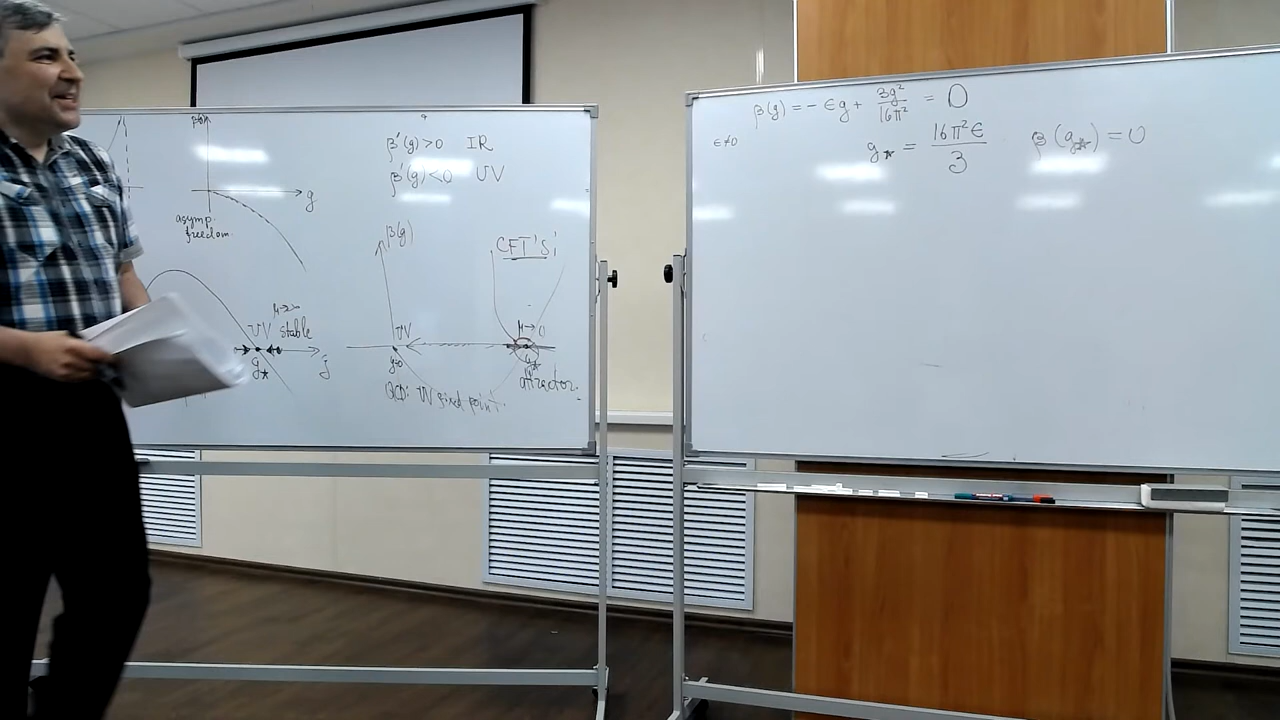 β(g)
g
asymp.
freedom
β'(g)>0 IR
β'(g)<0 UV
UV
μ→∞
stable
g⋆
g
β(g)
UV
g=0
QCD: UV fixed point.
CFT's
μ→0
g⋆
attractor.
β(g) = - ϵg + 3g²/16π² = 0
ϵ≠0
g⋆ = 16π²ϵ/3
β(g⋆) = 0